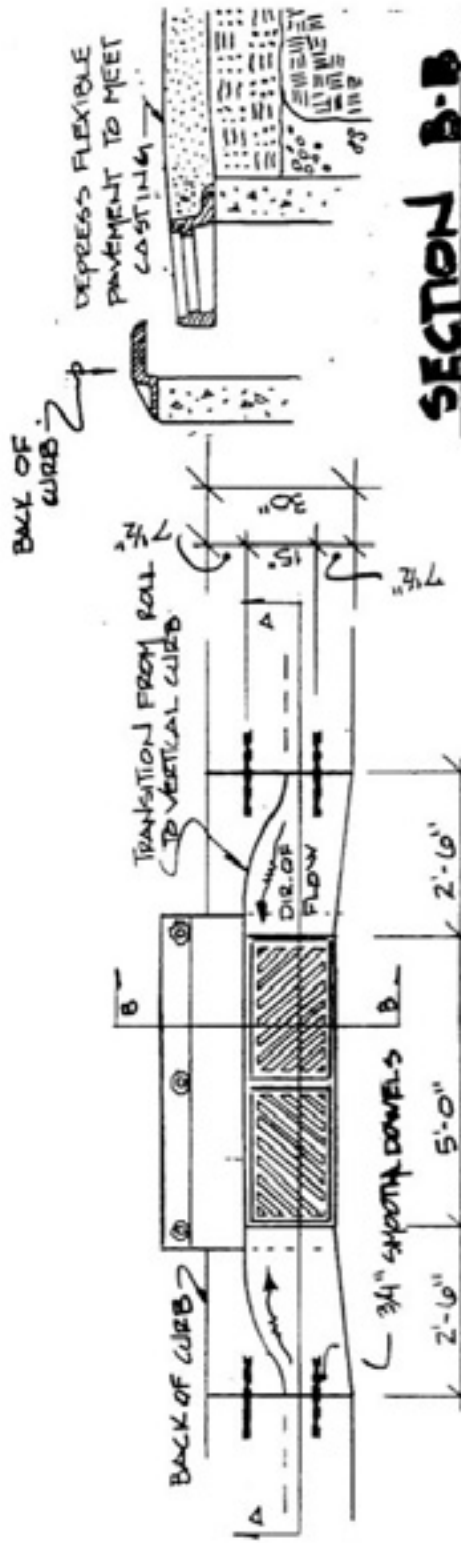 BACK OF
CURB
DEPRESS FLEXIBLE
PAVEMENT TO MEET
CASTING
SECTION B-B
BACK OF CURB
TRANSITION FROM ROLL
TO VERTICAL CURB
B
B
A
A
DIR. OF
FLOW
7 1/2"
15"
7 1/2"
30"
3/4" SMOOTH DOWELS
2'-6"
5'-0"
2'-6"